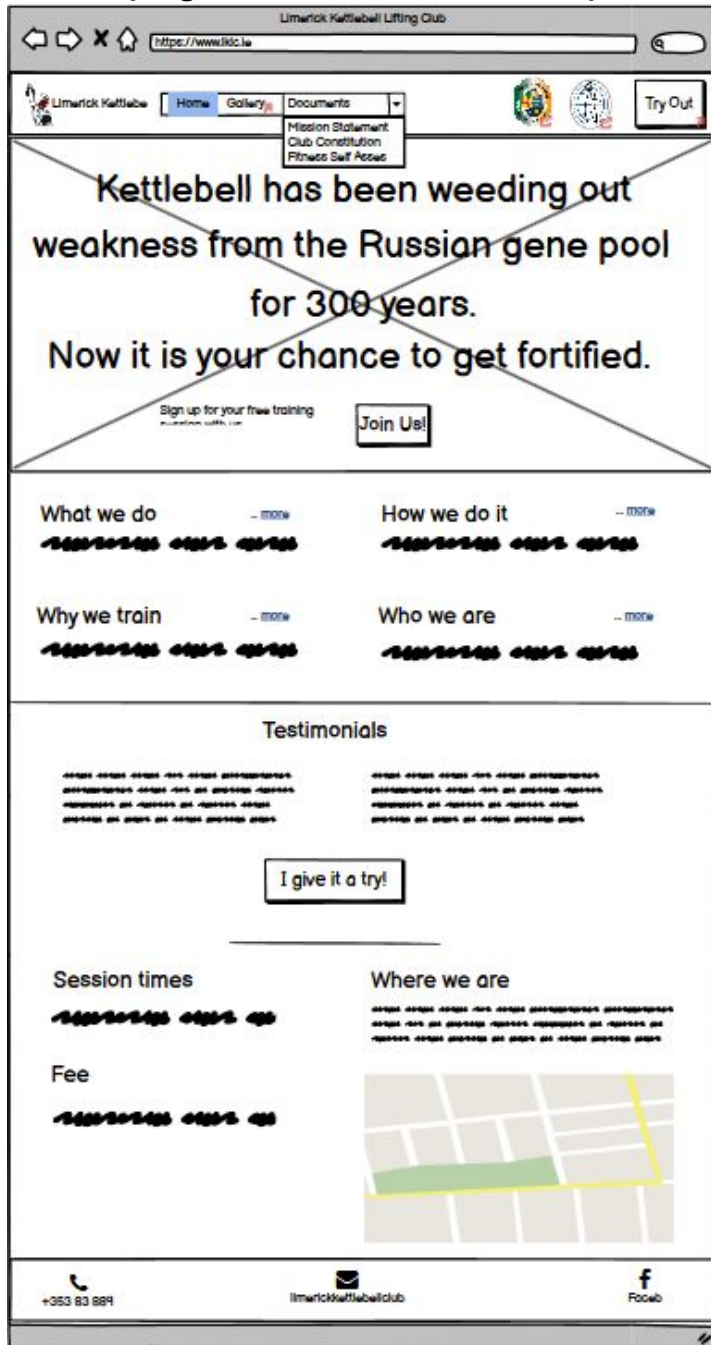 Limerick Kettlebell Lifting Club
https://www.lklc.ie
Limerick Kettlebe
Home
Gallery
Documents
Try Out
Mission Statement
Club Constitution
Fitness Self Asses
Kettlebell has been weeding out
weakness from the Russian gene pool
for 300 years.
Now it is your chance to get fortified.
Sign up for your free training
Join Us!
What we do
... more
How we do it
... more
Why we train
... more
Who we are
... more
Testimonials
I give it a try!
Session times
Where we are
Fee
+353 83 889
limerickkettlebellclub
Faceb